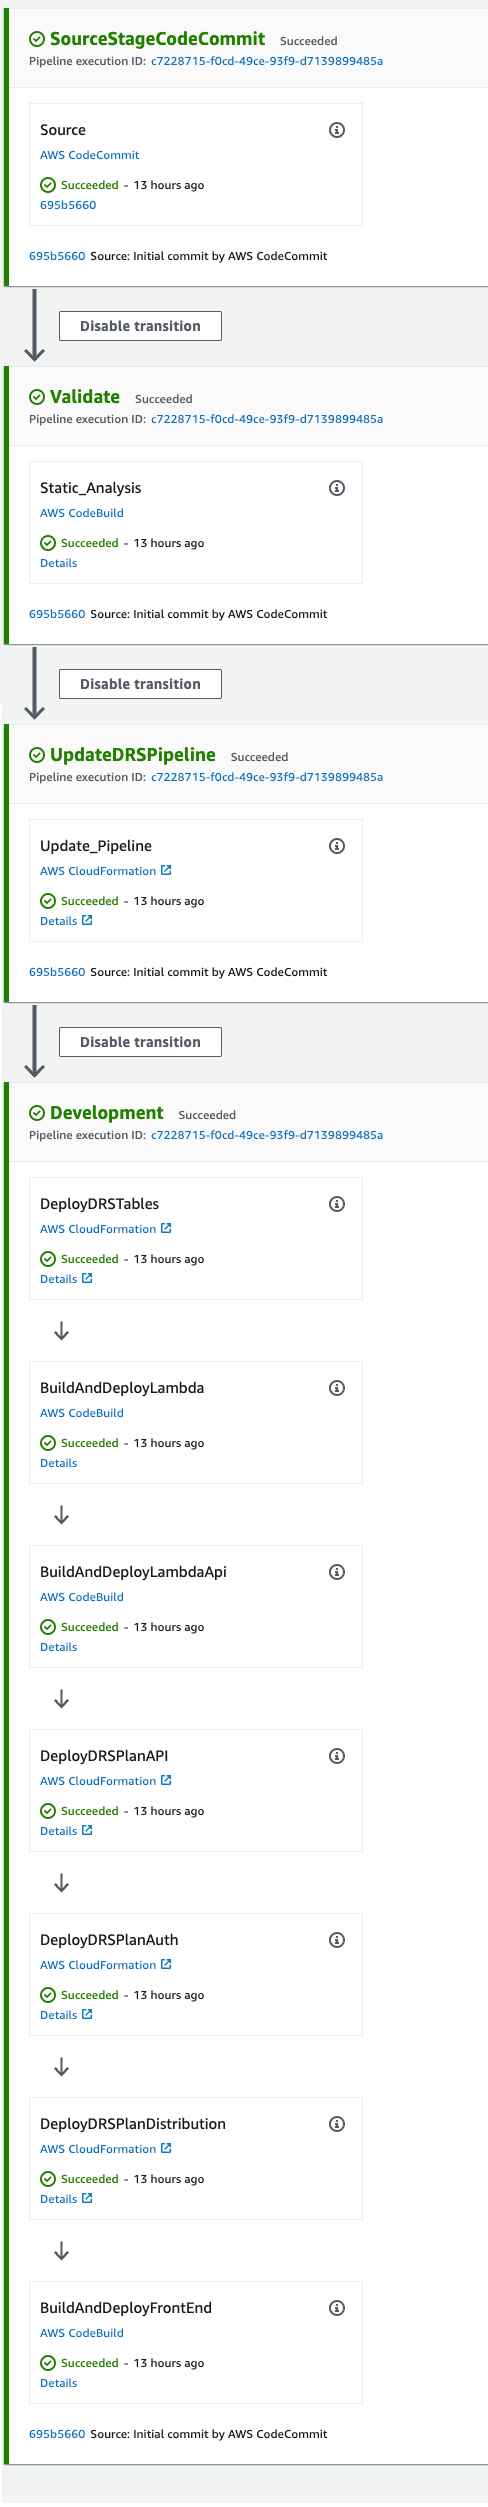 SourceStageCodeCommit Succeeded
Pipeline execution ID: c7228715-f0cd-49ce-93f9-d7139899485a
Source
AWS CodeCommit
Succeeded - 13 hours ago
695b5660
695b5660 Source: Initial commit by AWS CodeCommit
Disable transition
Validate Succeeded
Pipeline execution ID: c7228715-f0cd-49ce-93f9-d7139899485a
Static_Analysis
AWS CodeBuild
Succeeded - 13 hours ago
Details
695b5660 Source: Initial commit by AWS CodeCommit
Disable transition
UpdateDRSPipeline Succeeded
Pipeline execution ID: c7228715-f0cd-49ce-93f9-d7139899485a
Update_Pipeline
AWS CloudFormation
Succeeded - 13 hours ago
Details
695b5660 Source: Initial commit by AWS CodeCommit
Disable transition
Development Succeeded
Pipeline execution ID: c7228715-f0cd-49ce-93f9-d7139899485a
DeployDRSTables
AWS CloudFormation
Succeeded - 13 hours ago
Details
BuildAndDeployLambda
AWS CodeBuild
Succeeded - 13 hours ago
Details
BuildAndDeployLambdaApi
AWS CodeBuild
Succeeded - 13 hours ago
Details
DeployDRSPlanAPI
AWS CloudFormation
Succeeded - 13 hours ago
Details
DeployDRSPlanAuth
AWS CloudFormation
Succeeded - 13 hours ago
Details
DeployDRSPlanDistribution
AWS CloudFormation
Succeeded - 13 hours ago
Details
BuildAndDeployFrontEnd
AWS CodeBuild
Succeeded - 13 hours ago
Details
695b5660 Source: Initial commit by AWS CodeCommit